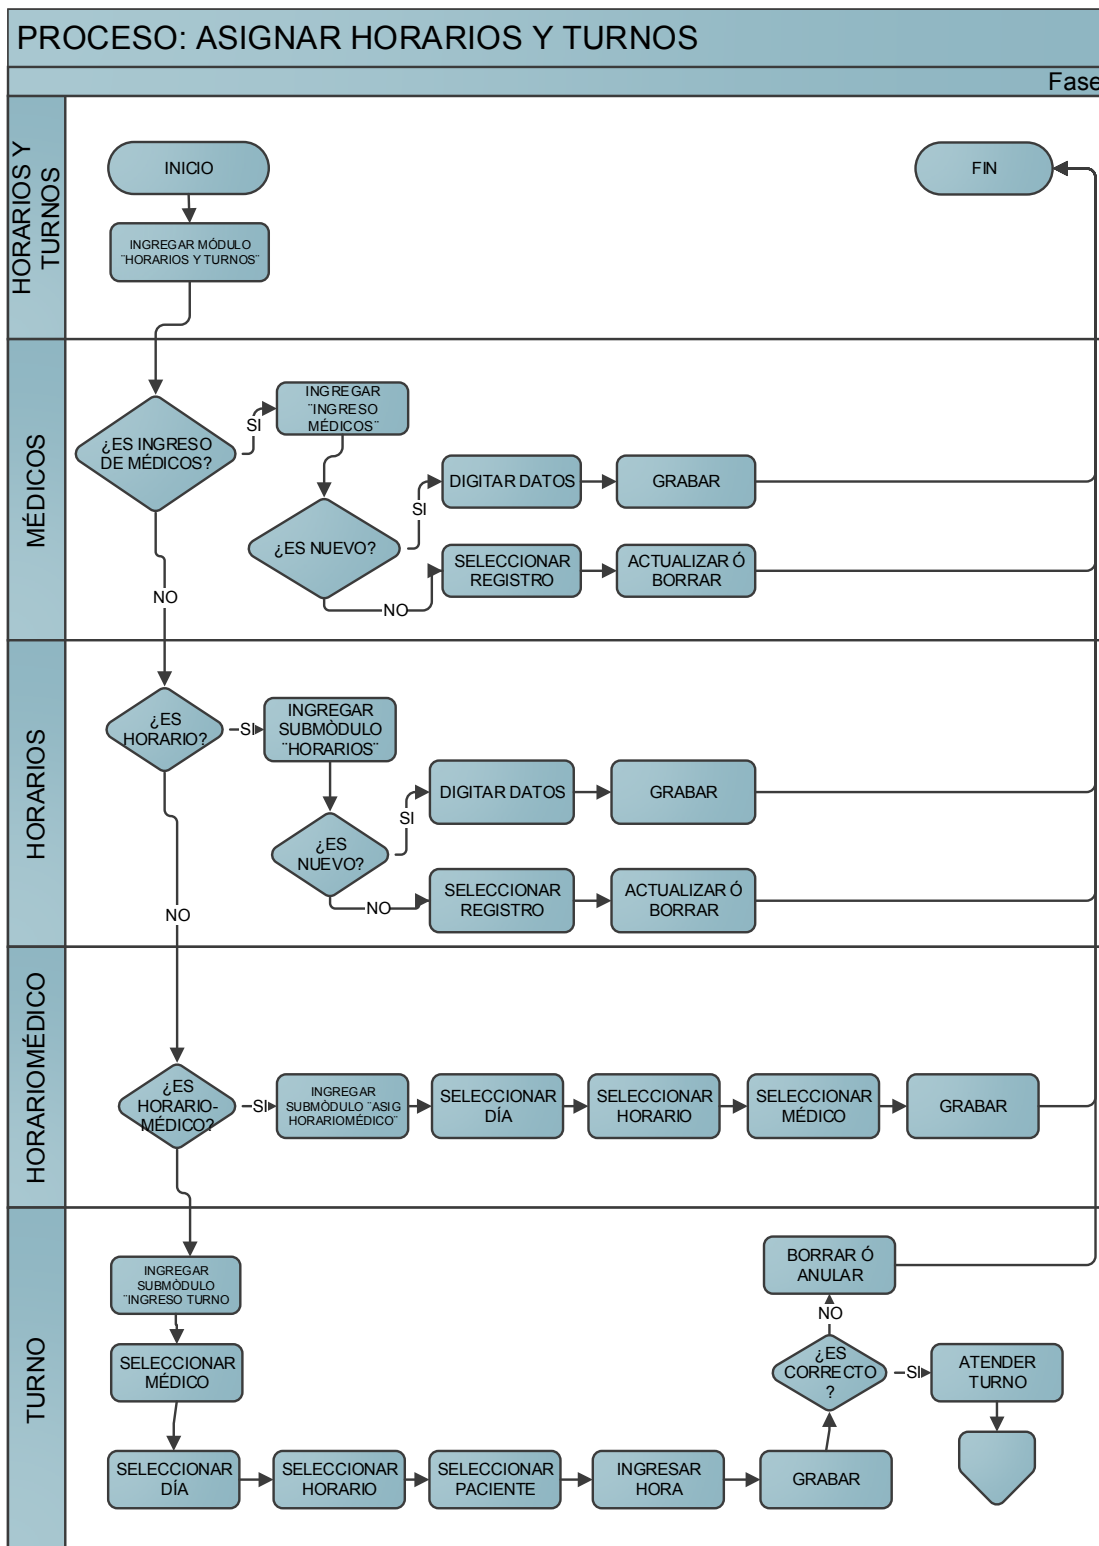 PROCESO: ASIGNAR HORARIOS Y TURNOS
Fase
HORARIOS Y
TURNOS
INICIO
FIN
INGREGAR MÓDULO
¨HORARIOS Y TURNOS¨
MÉDICOS
¿ES INGRESO
DE MÉDICOS?
SI
INGREGAR
¨INGRESO
MÉDICOS¨
¿ES NUEVO?
SI
DIGITAR DATOS
GRABAR
NO
SELECCIONAR
REGISTRO
ACTUALIZAR Ó
BORRAR
NO
HORARIOS
¿ES
HORARIO?
SI
INGREGAR
SUBMÒDULO
¨HORARIOS¨
¿ES
NUEVO?
SI
DIGITAR DATOS
GRABAR
NO
SELECCIONAR
REGISTRO
ACTUALIZAR Ó
BORRAR
NO
HORARIOMÉDICO
¿ES
HORARIO-
MÉDICO?
SI
INGREGAR
SUBMÒDULO ¨ASIG
HORARIOMÉDICO¨
SELECCIONAR
DÍA
SELECCIONAR
HORARIO
SELECCIONAR
MÉDICO
GRABAR
TURNO
INGREGAR
SUBMÒDULO
¨INGRESO TURNO
SELECCIONAR
MÉDICO
SELECCIONAR
DÍA
SELECCIONAR
HORARIO
SELECCIONAR
PACIENTE
INGRESAR
HORA
GRABAR
¿ES
CORRECTO
?
NO
BORRAR Ó
ANULAR
SI
ATENDER
TURNO